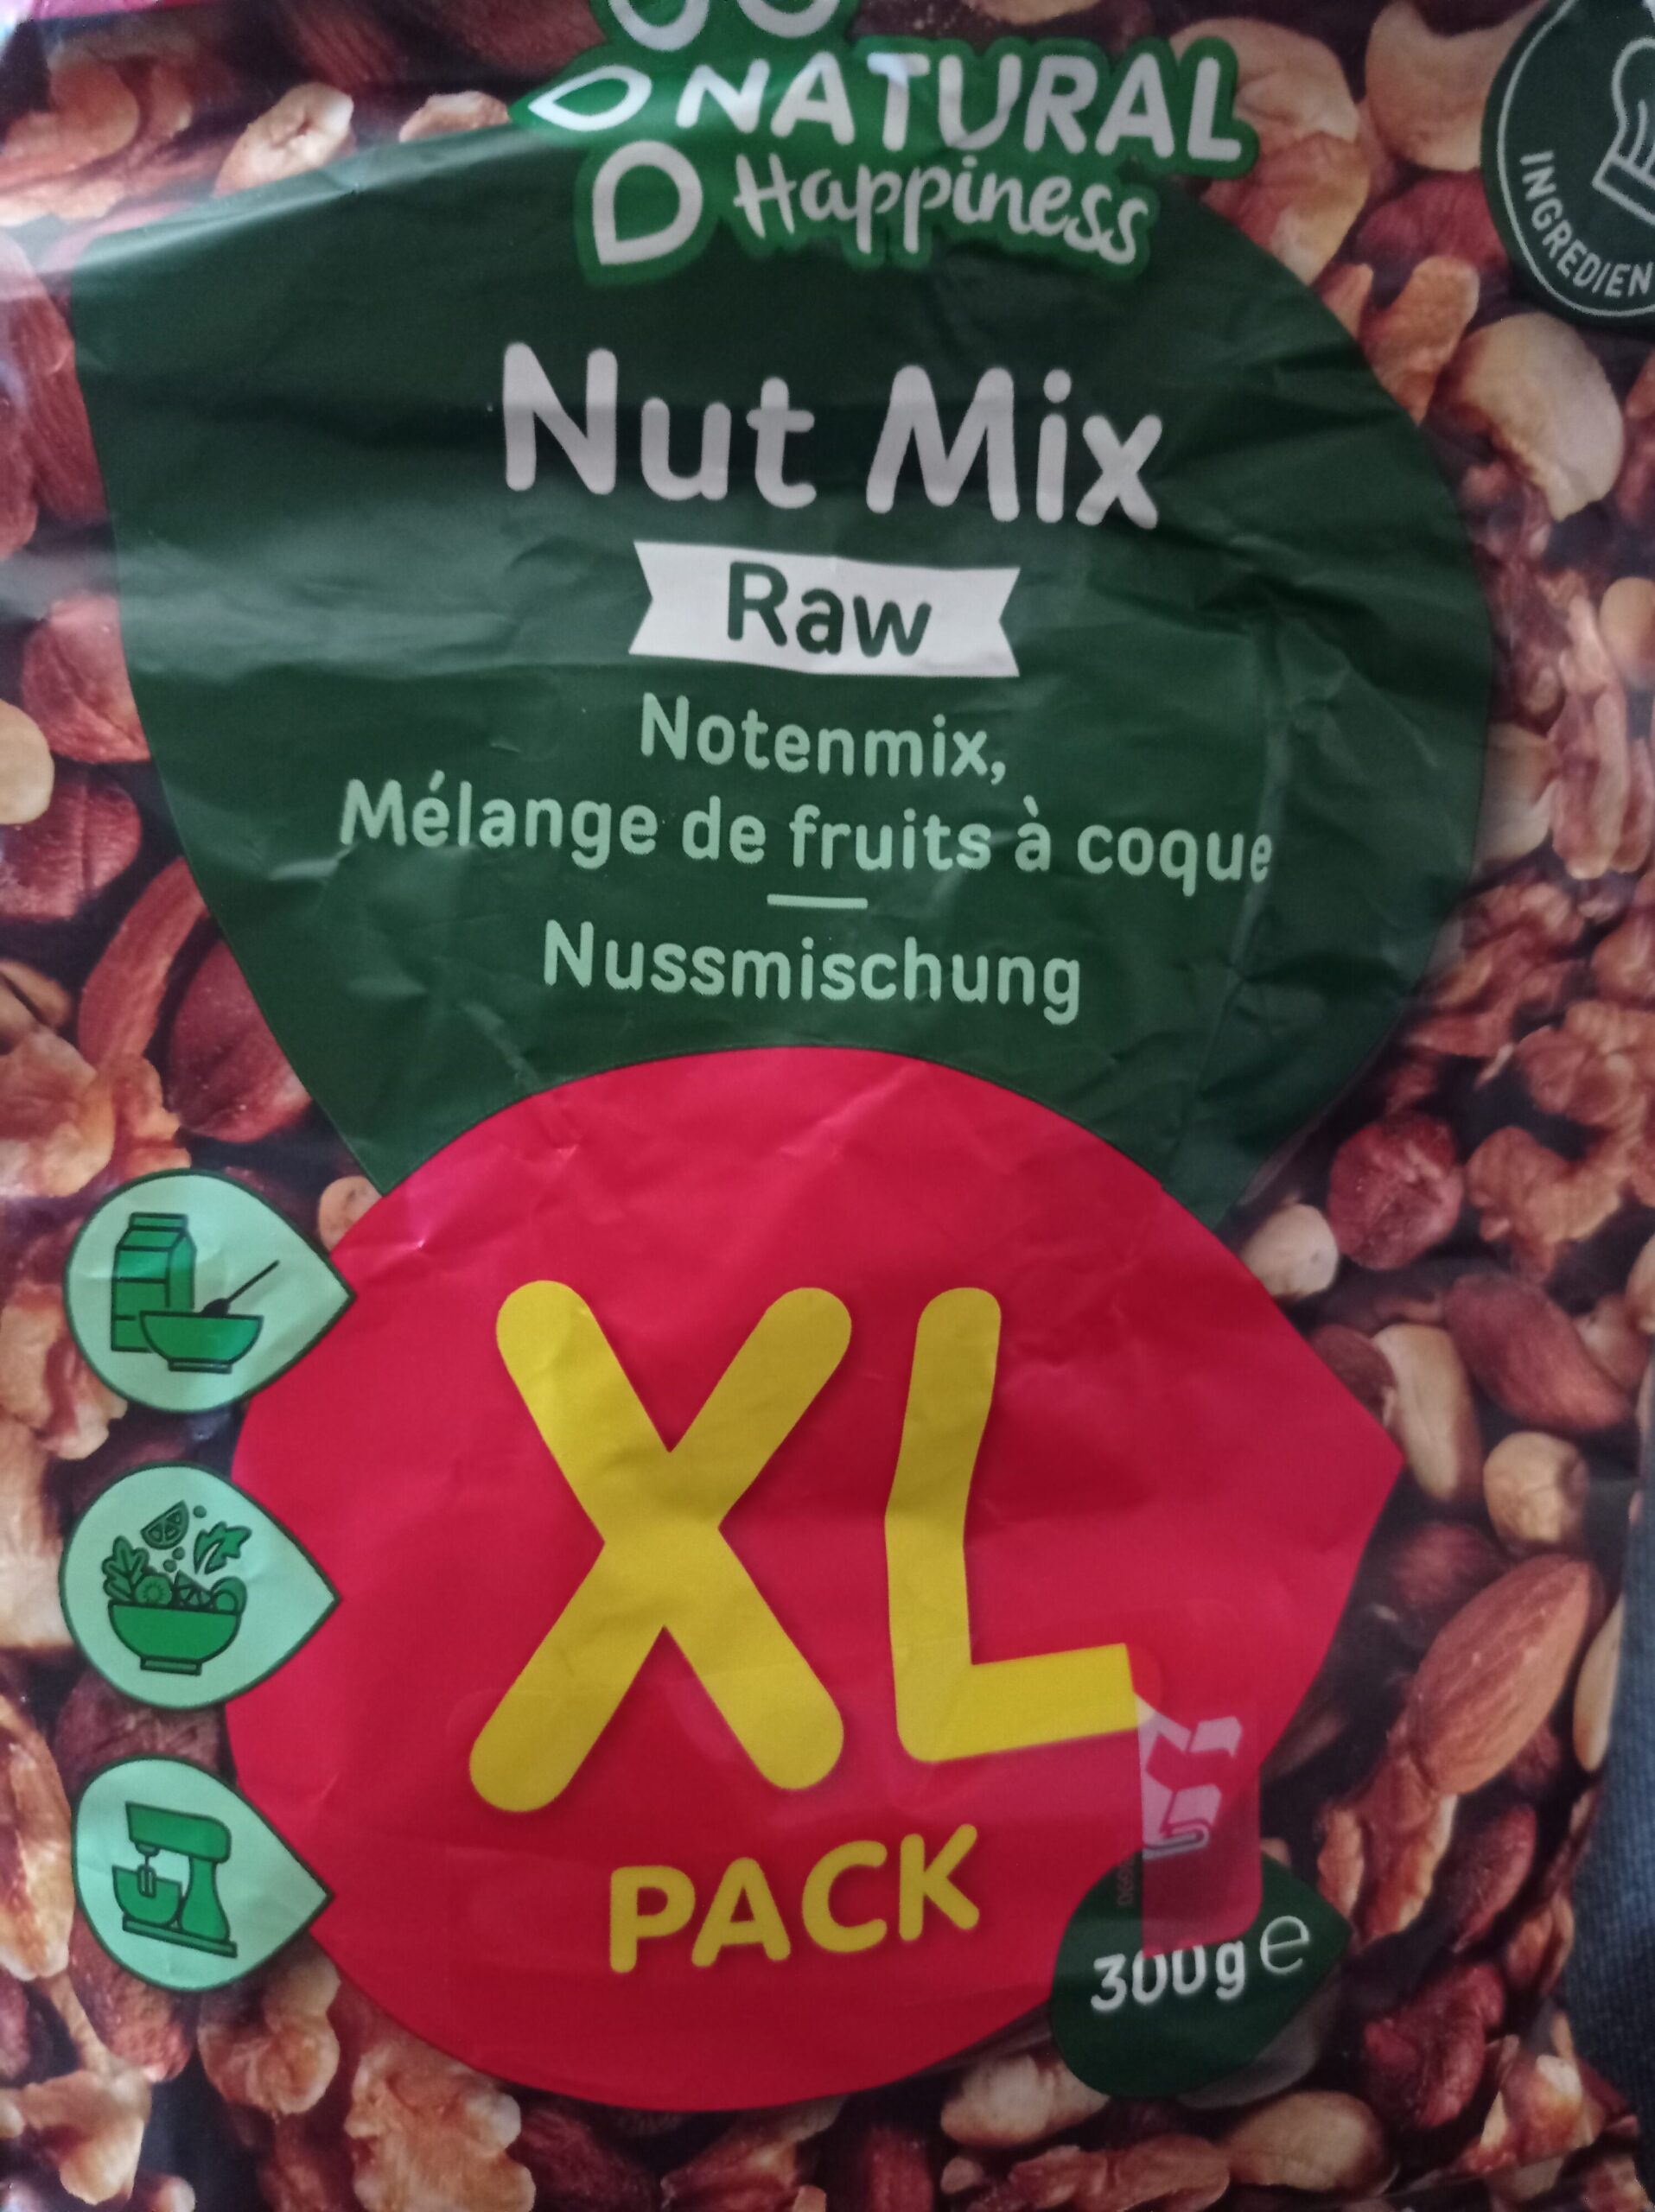 NATURAL
Happiness
Nut Mix
Raw
Notenmix,
Mélange de fruits à coque
Nussmischung
XL
PACK
300g e